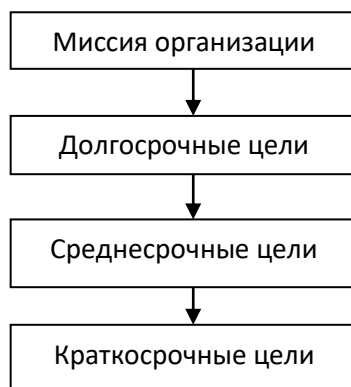 Миссия организации
Долгосрочные цели
Среднесрочные цели
Краткосрочные цели